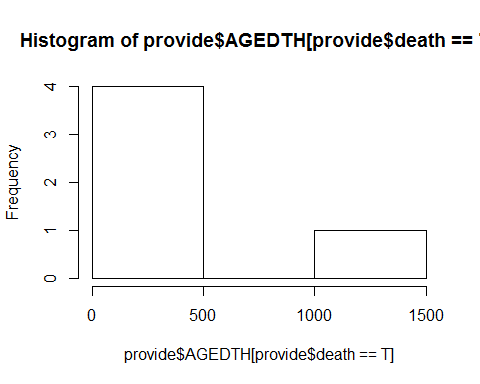 Histogram of provide$AGEDTH[provide$death ==
4
3
2
1
0
Frequency
0 500 1000 1500
provide$AGEDTH[provide$death == T]